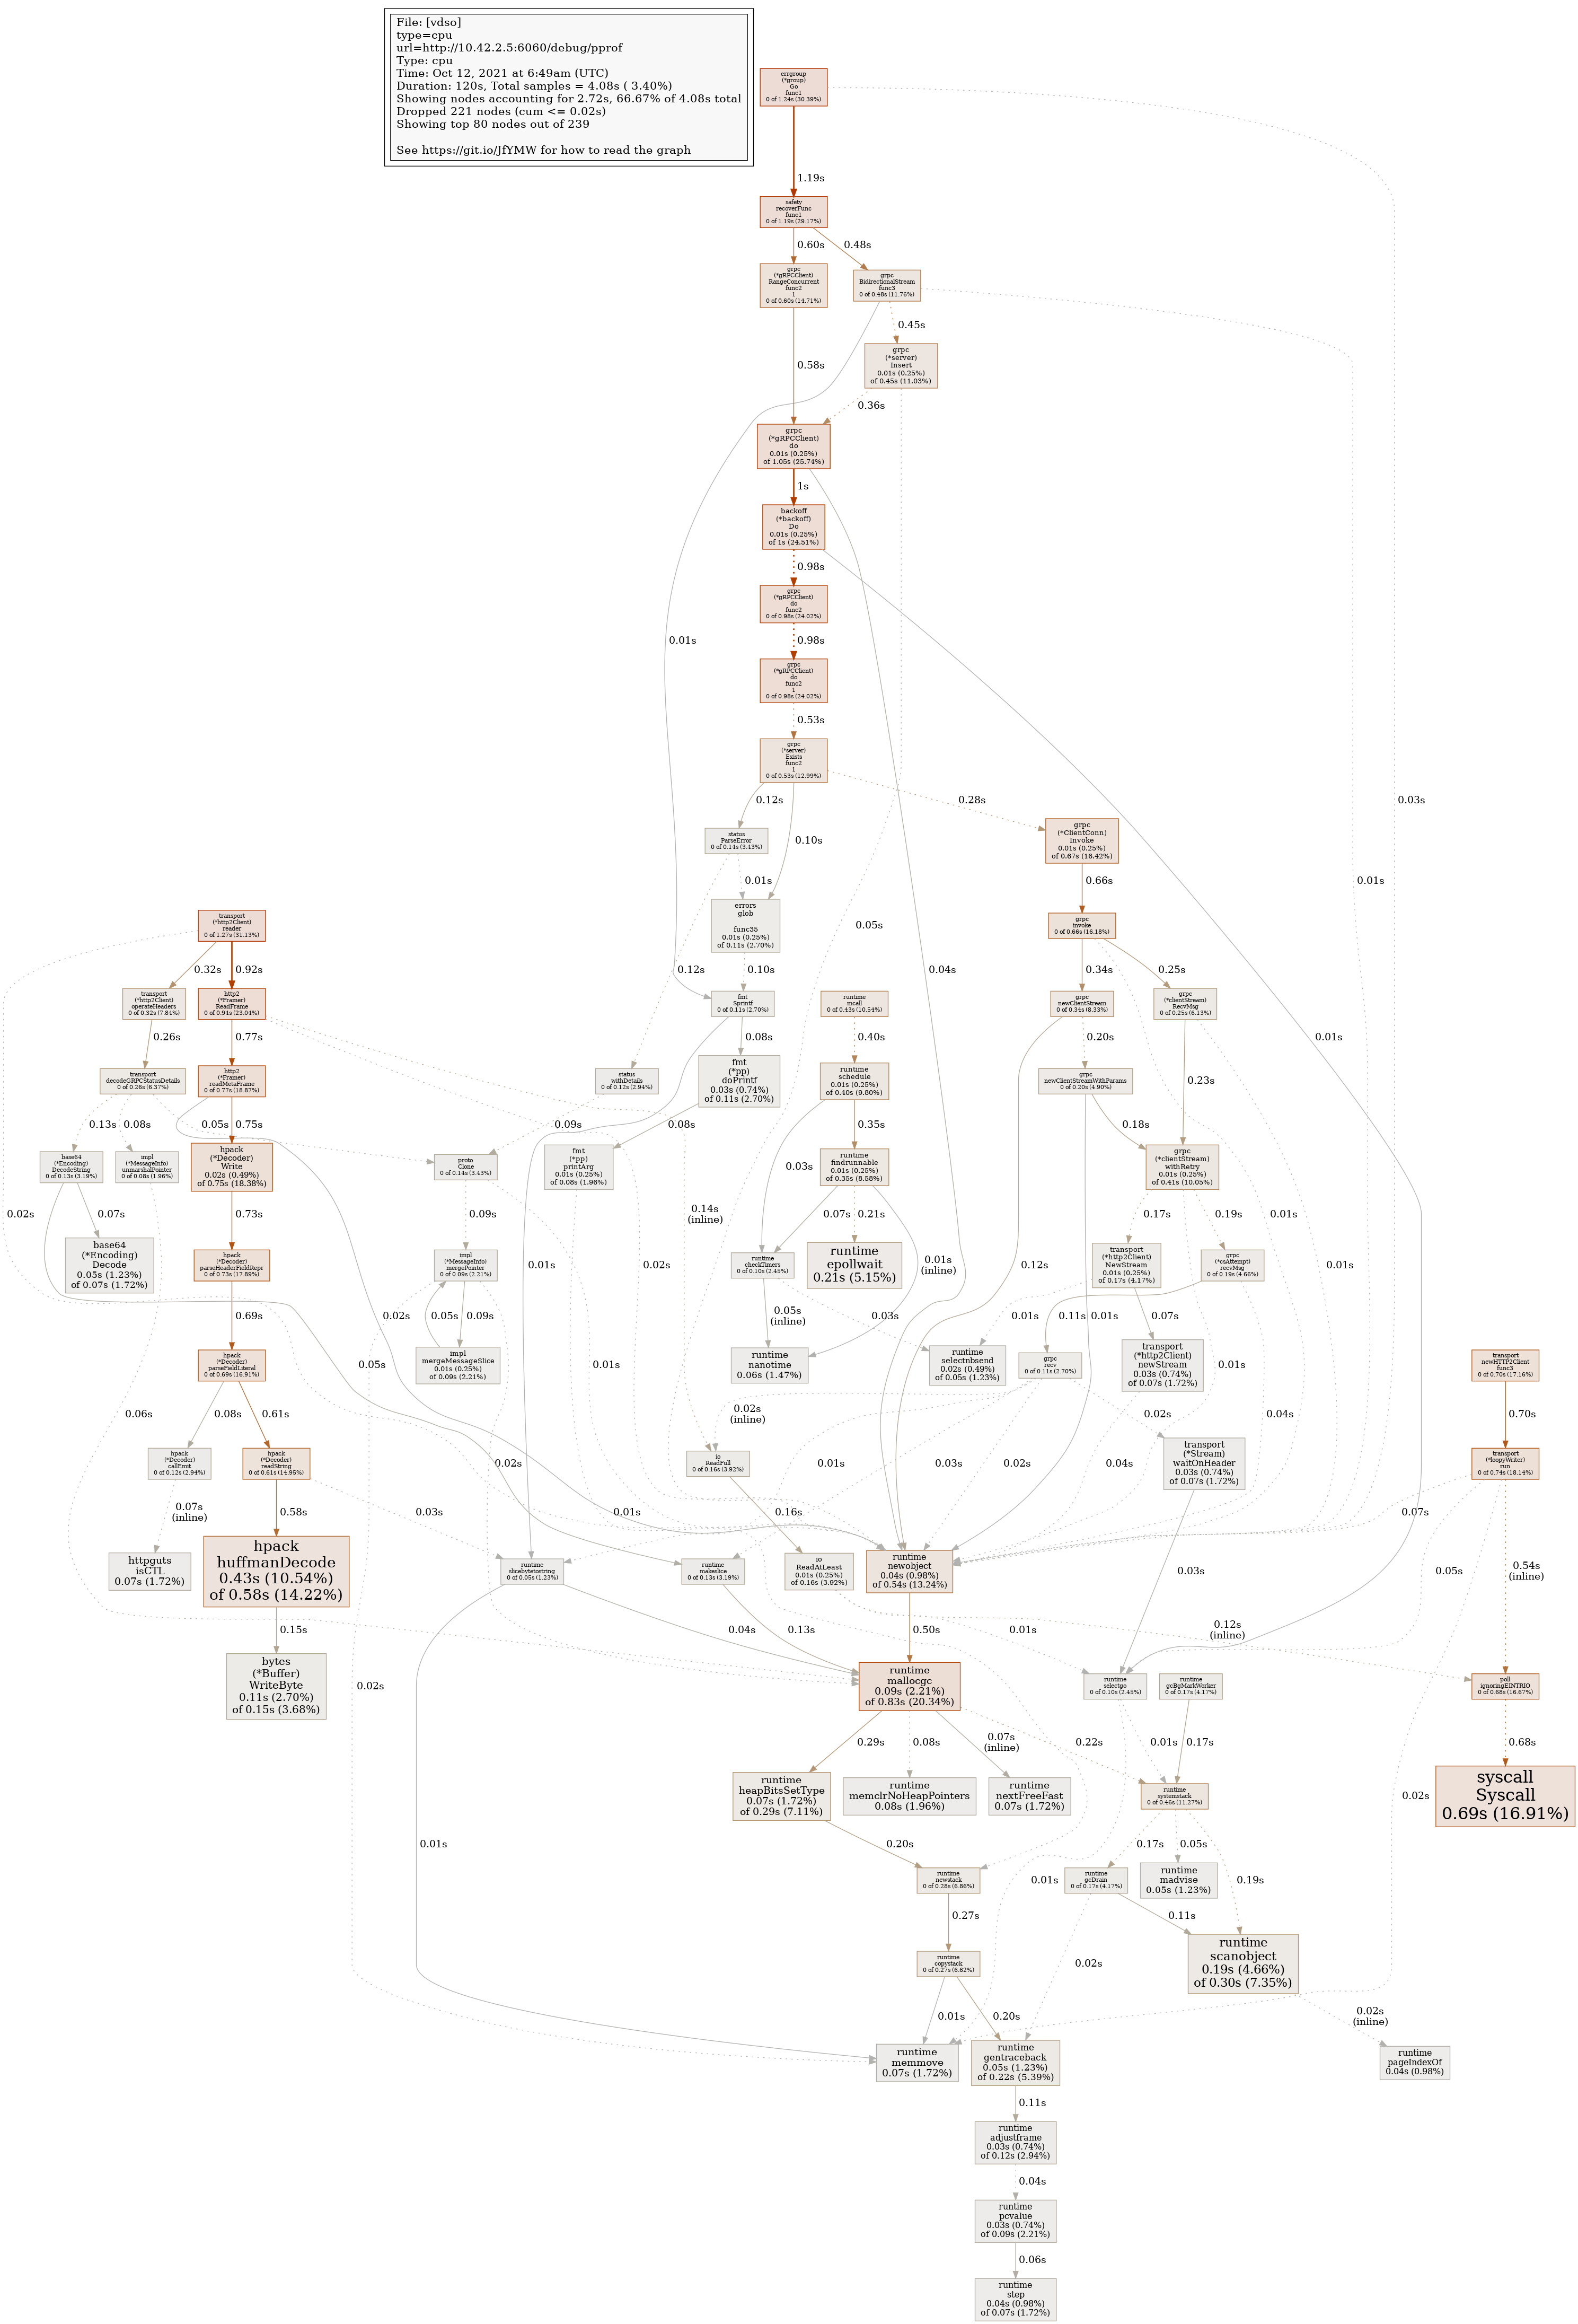 File: [vdso]
type=cpu
url=http://10.42.2.5:6060/debug/pprof
Type: cpu
Time: Oct 12, 2021 at 6:49am (UTC)
Duration: 120s, Total samples = 4.08s ( 3.40%)
Showing nodes accounting for 2.72s, 66.67% of 4.08s total
Dropped 221 nodes (cum <= 0.02s)
Showing top 80 nodes out of 239
See https://git.io/JfYMW for how to read the graph
errgroup
(*group)
Go
func1
0 of 1.24s (30.39%)
1.19s
safety
recoverFunc
func1
0 of 1.19s (29.17%)
0.60s
0.48s
grpc
(*gRPCClient)
RangeConcurrent
func2
1
0 of 0.60s (14.71%)
grpc
BidirectionalStream
func3
0 of 0.48s (11.76%)
0.45s
0.58s
grpc
(*server)
Insert
0.01s (0.25%)
of 0.45s (11.03%)
0.36s
grpc
(*gRPCClient)
do
0.01s (0.25%)
of 1.05s (25.74%)
1s
backoff
(*backoff)
Do
0.01s (0.25%)
of 1s (24.51%)
0.98s
grpc
(*gRPCClient)
do
func2
0 of 0.98s (24.02%)
0.01s
0.98s
grpc
(*gRPCClient)
do
func2
1
0 of 0.98s (24.02%)
0.53s
grpc
(*server)
Exists
func2
1
0 of 0.53s (12.99%)
0.12s
0.28s
0.03s
status
ParseError
0 of 0.14s (3.43%)
0.10s
grpc
(*ClientConn)
Invoke
0.01s (0.25%)
of 0.67s (16.42%)
0.01s
0.66s
0.01s
errors
glob
func35
0.01s (0.25%)
of 0.11s (2.70%)
0.05s
grpc
invoke
0 of 0.66s (16.18%)
transport
(*http2Client)
reader
0 of 1.27s (31.13%)
0.32s
0.92s
0.12s
0.10s
0.04s
0.34s
0.25s
transport
(*http2Client)
operateHeaders
0 of 0.32s (7.84%)
http2
(*Framer)
ReadFrame
0 of 0.94s (23.04%)
fmt
Sprintf
0 of 0.11s (2.70%)
runtime
mcall
0 of 0.43s (10.54%)
grpc
newClientStream
0 of 0.34s (8.33%)
grpc
(*clientStream)
RecvMsg
0 of 0.25s (6.13%)
0.26s
0.77s
0.08s
0.40s
0.20s
0.01s
transport
decodeGRPCStatusDetails
0 of 0.26s (6.37%)
http2
(*Framer)
readMetaFrame
0 of 0.77s (18.87%)
status
withDetails
0 of 0.12s (2.94%)
fmt
(*pp)
doPrintf
0.03s (0.74%)
of 0.11s (2.70%)
runtime
schedule
0.01s (0.25%)
of 0.40s (9.80%)
grpc
newClientStreamWithParams
0 of 0.20s (4.90%)
0.23s
0.13s
0.08s
0.05s
0.75s
0.09s
0.08s
0.35s
0.18s
base64
(*Encoding)
DecodeString
0 of 0.13s (3.19%)
impl
(*MessageInfo)
unmarshalPointer
0 of 0.08s (1.96%)
hpack
(*Decoder)
Write
0.02s (0.49%)
of 0.75s (18.38%)
proto
Clone
0 of 0.14s (3.43%)
fmt
(*pp)
printArg
0.01s (0.25%)
of 0.08s (1.96%)
0.03s
runtime
findrunnable
0.01s (0.25%)
of 0.35s (8.58%)
grpc
(*clientStream)
withRetry
0.01s (0.25%)
of 0.41s (10.05%)
0.02s
0.07s
0.73s
0.09s
0.14s
(inline)
0.07s
0.21s
0.17s
0.19s
0.01s
base64
(*Encoding)
Decode
0.05s (1.23%)
of 0.07s (1.72%)
hpack
(*Decoder)
parseHeaderFieldRepr
0 of 0.73s (17.89%)
impl
(*MessageInfo)
mergePointer
0 of 0.09s (2.21%)
0.01s
0.02s
runtime
checkTimers
0 of 0.10s (2.45%)
runtime
epollwait
0.21s (5.15%)
0.01s
(inline)
0.12s
transport
(*http2Client)
NewStream
0.01s (0.25%)
of 0.17s (4.17%)
grpc
(*csAttempt)
recvMsg
0 of 0.19s (4.66%)
0.01s
0.69s
0.02s
0.05s
0.09s
0.05s
(inline)
0.03s
0.01s
0.11s
0.01s
0.07s
hpack
(*Decoder)
parseFieldLiteral
0 of 0.69s (16.91%)
0.05s
impl
mergeMessageSlice
0.01s (0.25%)
of 0.09s (2.21%)
0.01s
runtime
nanotime
0.06s (1.47%)
runtime
selectnbsend
0.02s (0.49%)
of 0.05s (1.23%)
grpc
recv
0 of 0.11s (2.70%)
transport
(*http2Client)
newStream
0.03s (0.74%)
of 0.07s (1.72%)
0.01s
transport
newHTTP2Client
func3
0 of 0.70s (17.16%)
0.06s
0.08s
0.61s
0.02s
(inline)
0.02s
0.04s
0.70s
hpack
(*Decoder)
callEmit
0 of 0.12s (2.94%)
hpack
(*Decoder)
readString
0 of 0.61s (14.95%)
0.02s
io
ReadFull
0 of 0.16s (3.92%)
0.01s
0.03s
0.02s
0.04s
transport
(*Stream)
waitOnHeader
0.03s (0.74%)
of 0.07s (1.72%)
transport
(*loopyWriter)
run
0 of 0.74s (18.14%)
0.07s
(inline)
0.58s
0.03s
0.01s
0.16s
0.07s
httpguts
isCTL
0.07s (1.72%)
hpack
huffmanDecode
0.43s (10.54%)
of 0.58s (14.22%)
runtime
slicebytetostring
0 of 0.05s (1.23%)
runtime
makeslice
0 of 0.13s (3.19%)
io
ReadAtLeast
0.01s (0.25%)
of 0.16s (3.92%)
runtime
newobject
0.04s (0.98%)
of 0.54s (13.24%)
0.03s
0.05s
0.54s
(inline)
0.15s
0.04s
0.13s
0.50s
0.01s
0.12s
(inline)
bytes
(*Buffer)
WriteByte
0.11s (2.70%)
of 0.15s (3.68%)
0.02s
runtime
mallocgc
0.09s (2.21%)
of 0.83s (20.34%)
runtime
selectgo
0 of 0.10s (2.45%)
runtime
gcBgMarkWorker
0 of 0.17s (4.17%)
poll
ignoringEINTRIO
0 of 0.68s (16.67%)
0.29s
0.08s
0.07s
(inline)
0.22s
0.01s
0.17s
0.68s
runtime
heapBitsSetType
0.07s (1.72%)
of 0.29s (7.11%)
runtime
memclrNoHeapPointers
0.08s (1.96%)
runtime
nextFreeFast
0.07s (1.72%)
runtime
systemstack
0 of 0.46s (11.27%)
0.02s
syscall
Syscall
0.69s (16.91%)
0.01s
0.20s
0.17s
0.05s
runtime
newstack
0 of 0.28s (6.86%)
0.01s
runtime
gcDrain
0 of 0.17s (4.17%)
runtime
madvise
0.05s (1.23%)
0.19s
0.27s
0.11s
runtime
copystack
0 of 0.27s (6.62%)
0.02s
runtime
scanobject
0.19s (4.66%)
of 0.30s (7.35%)
0.01s
0.20s
0.02s
(inline)
runtime
memmove
0.07s (1.72%)
runtime
gentraceback
0.05s (1.23%)
of 0.22s (5.39%)
runtime
pageIndexOf
0.04s (0.98%)
0.11s
runtime
adjustframe
0.03s (0.74%)
of 0.12s (2.94%)
0.04s
runtime
pcvalue
0.03s (0.74%)
of 0.09s (2.21%)
0.06s
runtime
step
0.04s (0.98%)
of 0.07s (1.72%)